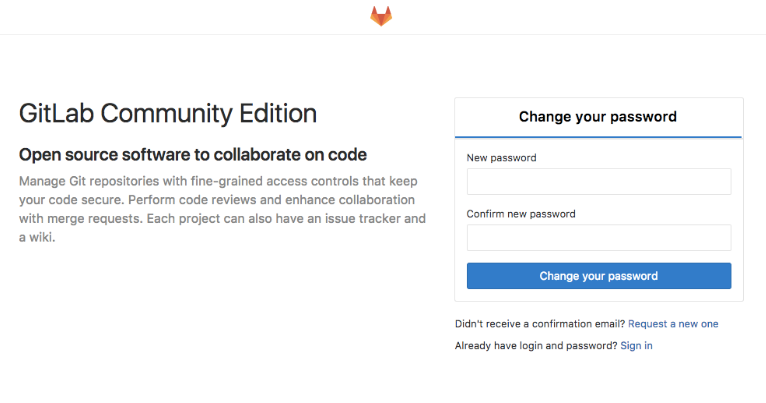 GitLab Community Edition
Open source software to collaborate on code
Manage Git repositories with fine-grained access controls that keep
your code secure. Perform code reviews and enhance collaboration
with merge requests. Each project can also have an issue tracker and
a wiki.
Change your password
New password
Confirm new password
Change your password
Didn't receive a confirmation email? Request a new one
Already have login and password? Sign in